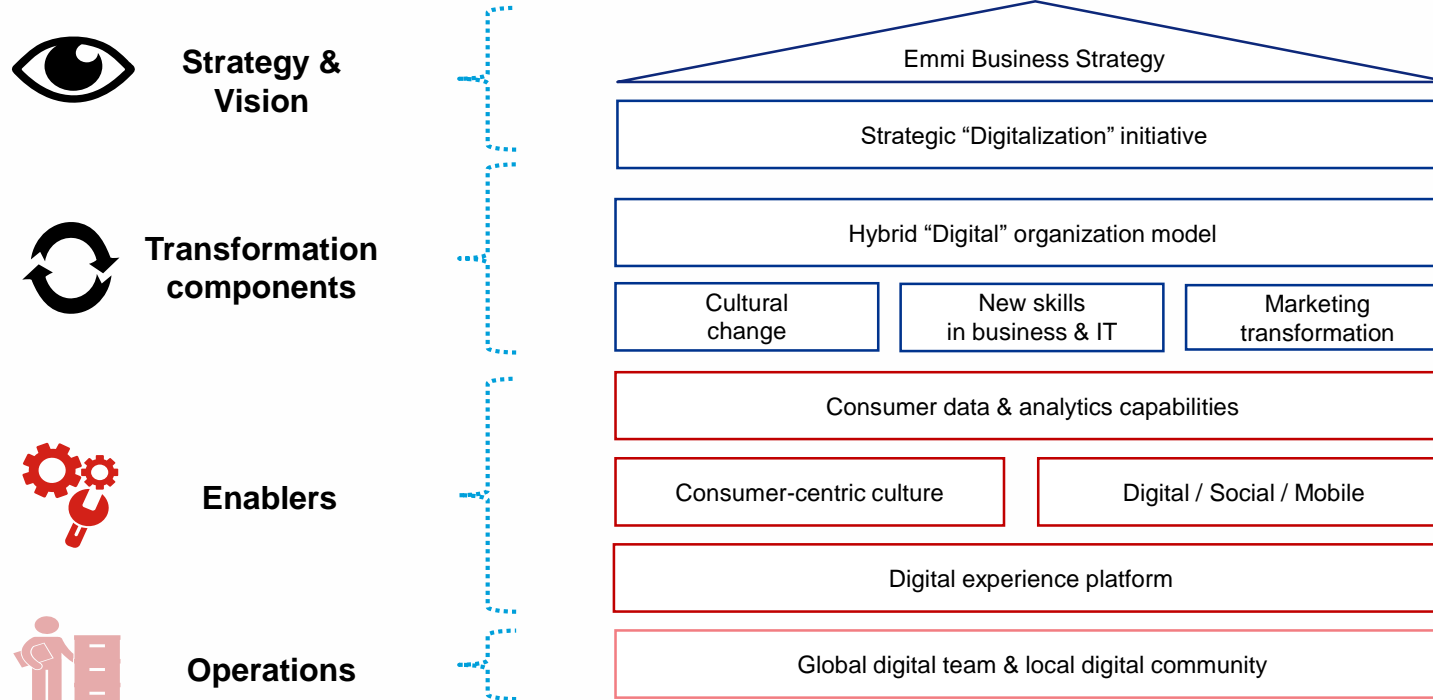 Strategy &
Vision
Emmi Business Strategy
Strategic “Digitalization” initiative
Transformation
components
Hybrid “Digital” organization model
Cultural
change
New skills
in business & IT
Marketing
transformation
Enablers
Consumer data & analytics capabilities
Consumer-centric culture
Digital / Social / Mobile
Digital experience platform
Operations
Global digital team & local digital community